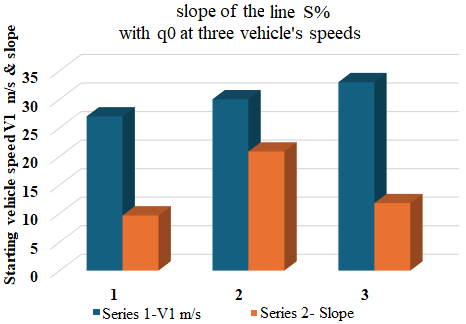 slope of the line S%
with q0 at three vehicle's speeds
Starting vehicle speed V1 m/s & slope
35
30
25
20
15
10
5
0
1 2 3
Series 1-V1 m/s Series 2- Slope